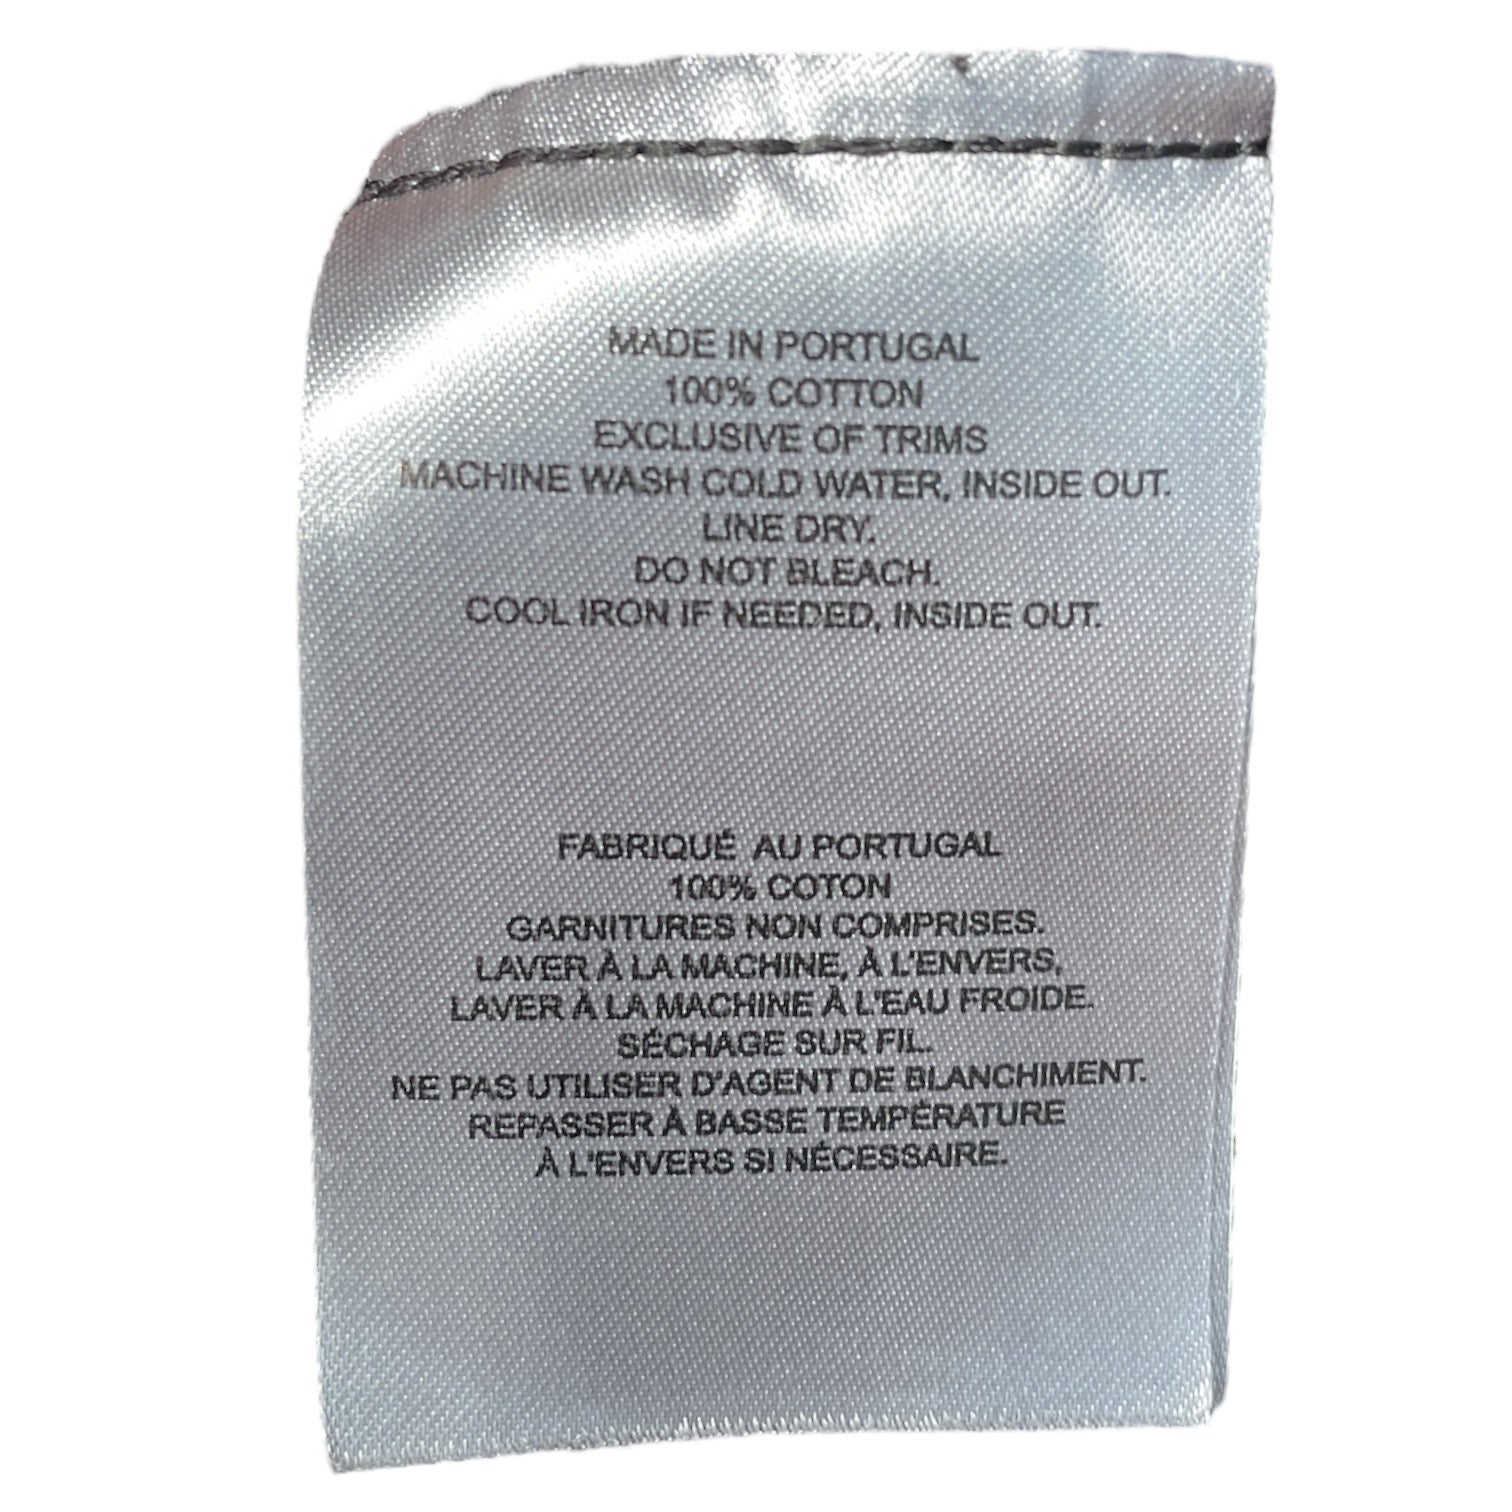 MADE IN PORTUGAL
100% COTTON
EXCLUSIVE OF TRIMS
MACHINE WASH COLD WATER, INSIDE OUT.
LINE DRY.
DO NOT BLEACH.
COOL IRON IF NEEDED, INSIDE OUT.
FABRIQUÉ AU PORTUGAL
100% COTON
GARNITURES NON COMPRISES.
LAVER À LA MACHINE, À L'ENVERS,
LAVER À LA MACHINE À L'EAU FROIDE.
SÉCHAGE SUR FIL.
NE PAS UTILISER D'AGENT DE BLANCHIMENT.
REPASSER À BASSE TEMPÉRATURE
À L'ENVERS SI NÉCESSAIRE.